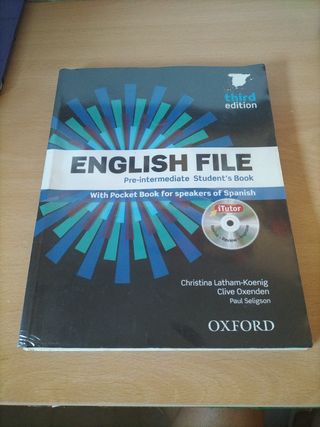 third
edition
ENGLISH FILE
Pre-intermediate Student's Book
With Pocket Book for speakers of Spanish
iTutor
Christina Latham-Koenig
Clive Oxenden
Paul Seligson
OXFORD